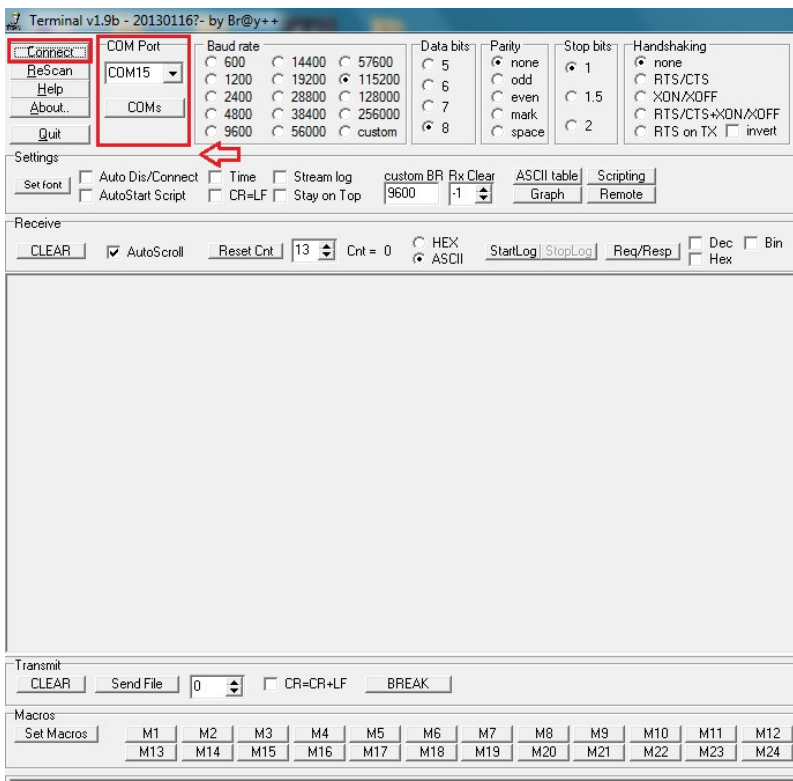 Terminal v1.9b - 20130116?- by Br@y++
Connect
ReScan
Help
About..
Quit
COM Port
COM15
COMs
Baud rate
600 14400 57600
1200 19200 115200
2400 28800 128000
4800 38400 256000
9600 56000 custom
Data bits
5
6
7
8
Parity
none
odd
even
mark
space
Stop bits
1
1.5
2
Handshaking
none
RTS/CTS
XON/XOFF
RTS/CTS+XON/XOFF
RTS on TX invert
Settings
Set font
Auto Dis/Connect Time Stream log
AutoStart Script CR=LF Stay on Top
custom BR Rx Clear
9600 -1
ASCII table Scripting
Graph Remote
Receive
CLEAR AutoScroll Reset Cnt 13 Cnt = 0
HEX
ASCII
StartLog StopLog Req/Resp
Dec Bin
Hex
Transmit
CLEAR Send File 0 CR=CR+LF BREAK
Macros
Set Macros M1 M2 M3 M4 M5 M6 M7 M8 M9 M10 M11 M12
M13 M14 M15 M16 M17 M18 M19 M20 M21 M22 M23 M24